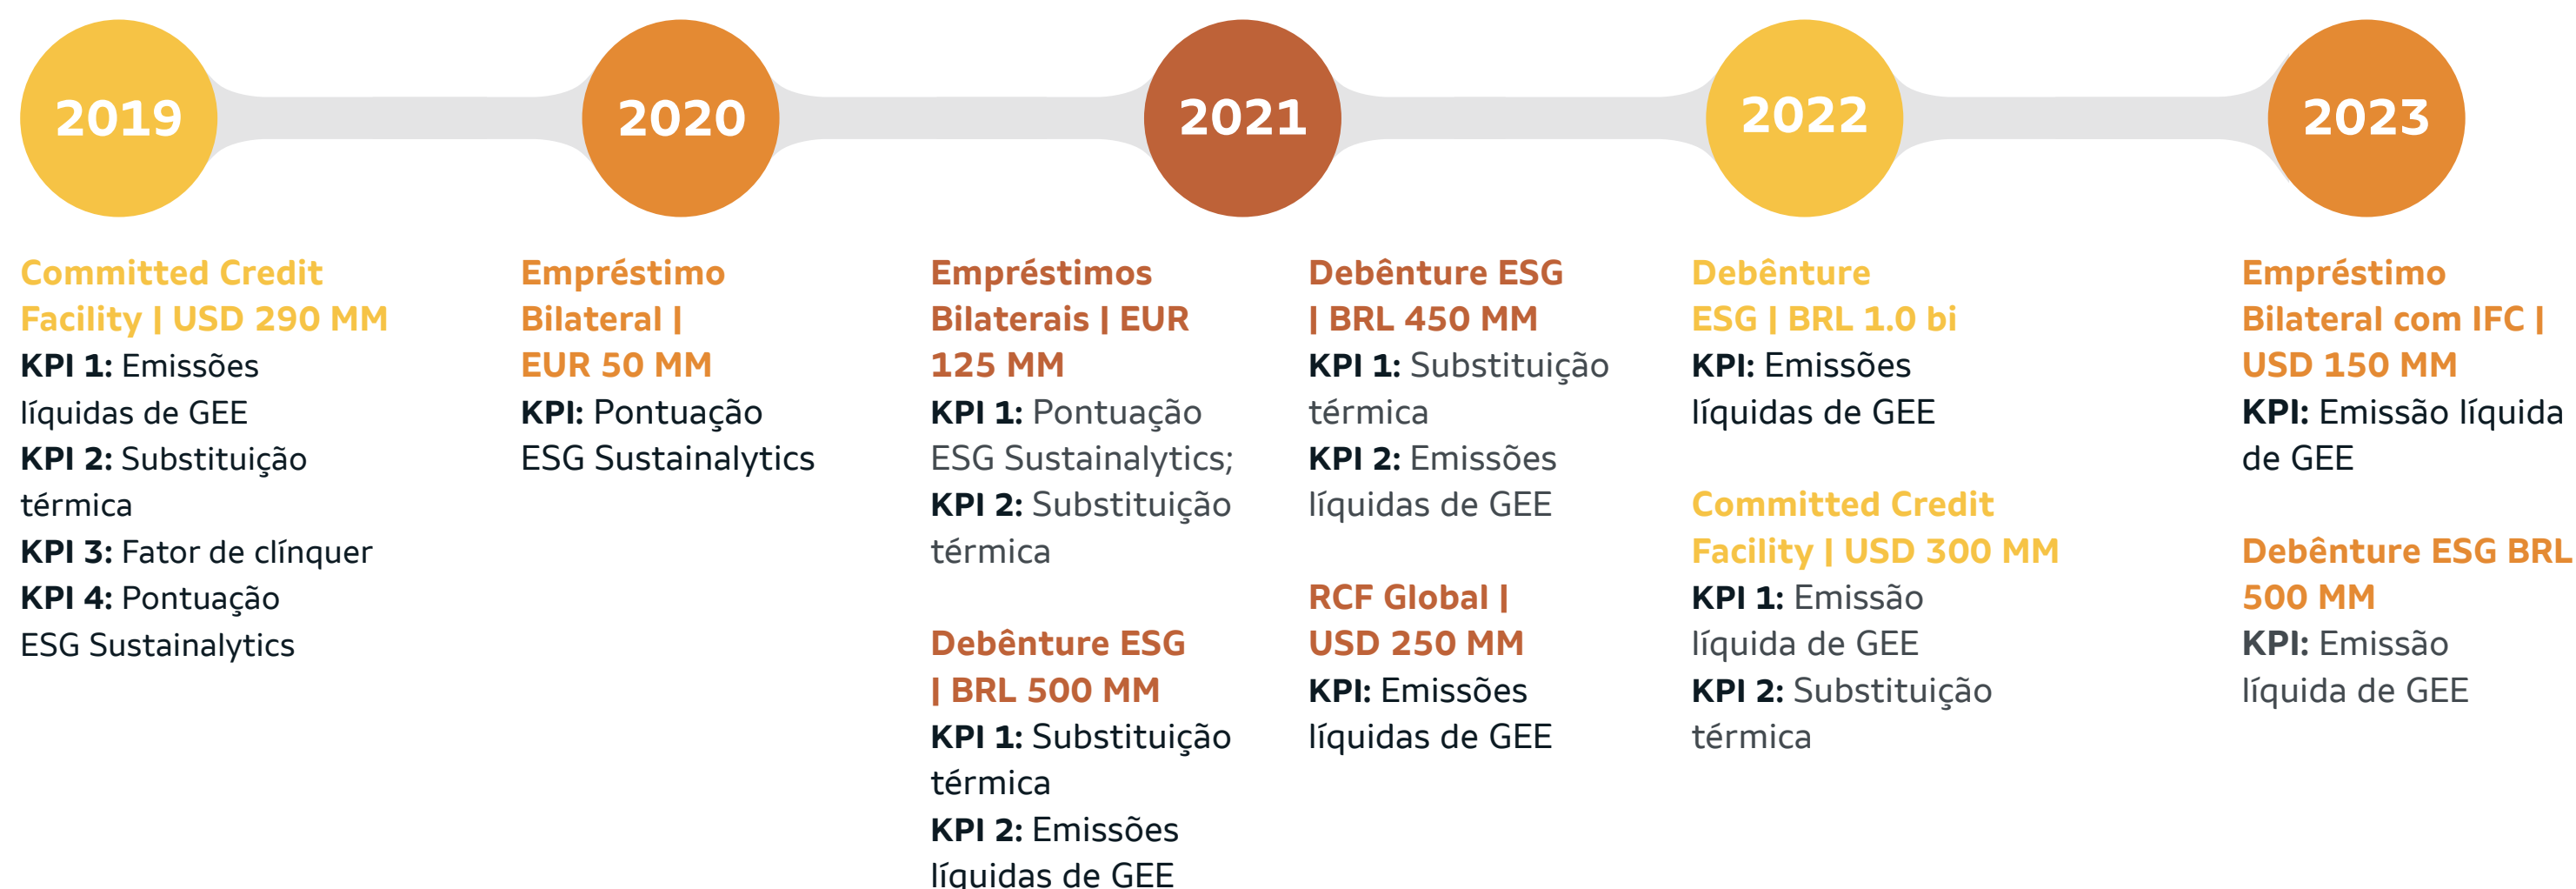 2019
2020
2021
2022
2023
Committed Credit
Facility | USD 290 MM
KPI 1: Emissões
líquidas de GEE
KPI 2: Substituição
térmica
KPI 3: Fator de clínquer
KPI 4: Pontuação
ESG Sustainalytics
Empréstimo
Bilateral |
EUR 50 MM
KPI: Pontuação
ESG Sustainalytics
Empréstimos
Bilaterais | EUR
125 MM
KPI 1: Pontuação
ESG Sustainalytics;
KPI 2: Substituição
térmica
Debênture ESG
| BRL 500 MM
KPI 1: Substituição
térmica
KPI 2: Emissões
líquidas de GEE
Debênture ESG
| BRL 450 MM
KPI 1: Substituição
térmica
KPI 2: Emissões
líquidas de GEE
RCF Global |
USD 250 MM
KPI: Emissões
líquidas de GEE
Debênture
ESG | BRL 1.0 bi
KPI: Emissões
líquidas de GEE
Committed Credit
Facility | USD 300 MM
KPI 1: Emissão
líquida de GEE
KPI 2: Substituição
térmica
Empréstimo
Bilateral com IFC |
USD 150 MM
KPI: Emissão líquida
de GEE
Debênture ESG BRL
500 MM
KPI: Emissão
líquida de GEE